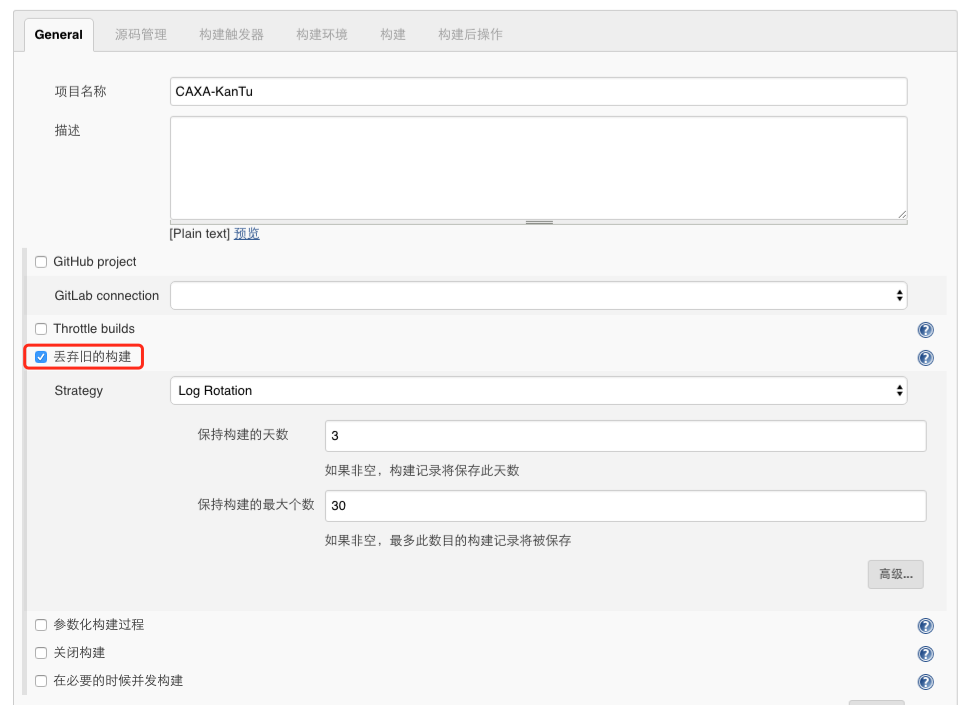 General 源码管理 构建触发器 构建环境 构建 构建后操作
项目名称 CAXA-KanTu
描述
[Plain text] 预览
GitHub project
GitLab connection
Throttle builds
丢弃旧的构建
Strategy Log Rotation
保持构建的天数 3
如果非空，构建记录将保存此天数
保持构建的最大个数 30
如果非空，最多此数目的构建记录将被保存
高级...
参数化构建过程
关闭构建
在必要的时候并发构建